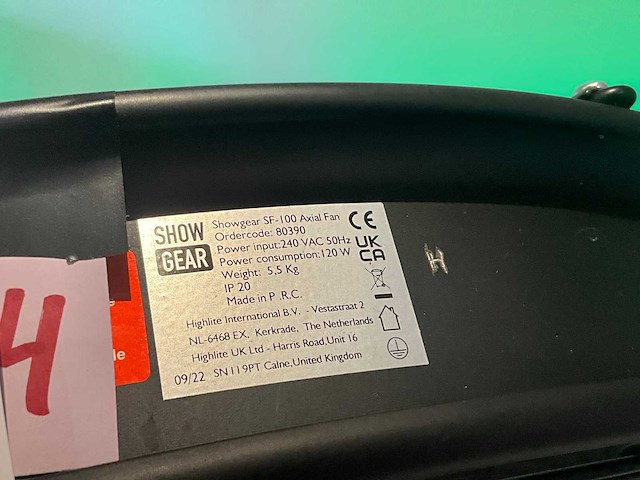 SHOW
GEAR
Showgear SF-100 Axial Fan
Ordercode: 80390
Power input:240 VAC 50Hz
Power consumption:120 W
Weight: 5,5 Kg
IP 20
Made in P .R.C.
CE
UK
CA
Highlite International B.V. - Vestastraat 2
NL-6468 EX, Kerkrade, The Netherlands
Highlite UK Ltd - Harris Road,Unit 16
09/22 SN119PT Calne,United Kingdom
H
4
le